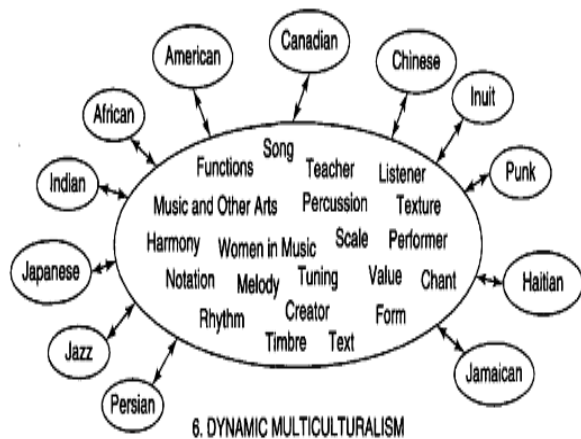 Canadian
American
Chinese
Inuit
African
Punk
Indian
Haitian
Japanese
Jazz
Jamaican
Persian
Song
Functions Teacher Listener
Music and Other Arts Percussion Texture
Harmony Women in Music Scale Performer
Notation Melody Tuning Value Chant
Rhythm Creator Form
Timbre Text
6. DYNAMIC MULTICULTURALISM